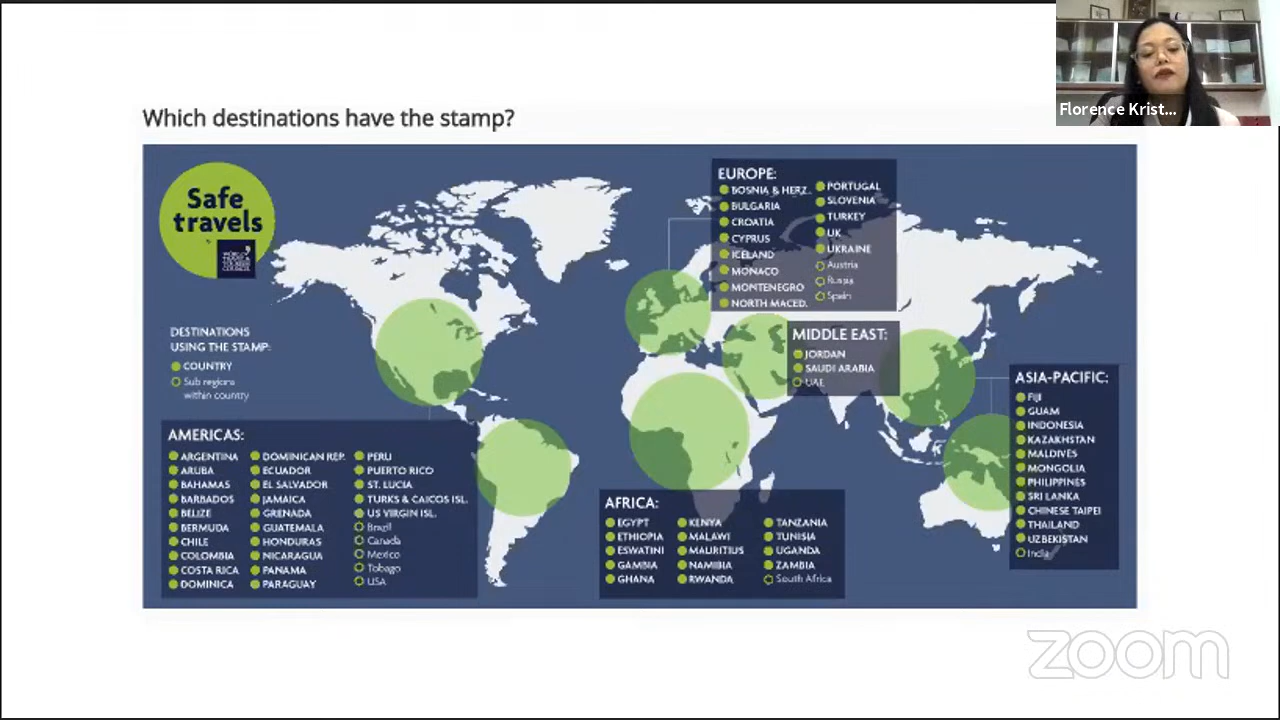 Florence Krist...
Which destinations have the stamp?
Safe
travels
WORLD
TRAVEL &
TOURISM
COUNCIL
DESTINATIONS
USING THE STAMP:
COUNTRY
Sub regions
within country
EUROPE:
BOSNIA & HERZ.
BULGARIA
CROATIA
CYPRUS
ICELAND
MONACO
MONTENEGRO
NORTH MACED.
PORTUGAL
SLOVENIA
TURKEY
UK
UKRAINE
Austria
Russia
Spain
MIDDLE EAST:
JORDAN
SAUDI ARABIA
UAE
ASIA-PACIFIC:
FIJI
GUAM
INDONESIA
KAZAKHSTAN
MALDIVES
MONGOLIA
PHILIPPINES
SRI LANKA
CHINESE TAIPEI
THAILAND
UZBEKISTAN
India
AMERICAS:
ARGENTINA
ARUBA
BAHAMAS
BARBADOS
BELIZE
BERMUDA
CHILE
COLOMBIA
COSTA RICA
DOMINICA
DOMINICAN REP.
ECUADOR
EL SALVADOR
JAMAICA
GRENADA
GUATEMALA
HONDURAS
NICARAGUA
PANAMA
PARAGUAY
PERU
PUERTO RICO
ST. LUCIA
TURKS & CAICOS ISL.
US VIRGIN ISL.
Brazil
Canada
Mexico
Tobago
USA
AFRICA:
EGYPT
ETHIOPIA
ESWATINI
GAMBIA
GHANA
KENYA
MALAWI
MAURITIUS
NAMIBIA
RWANDA
TANZANIA
TUNISIA
UGANDA
ZAMBIA
South Africa
zoom